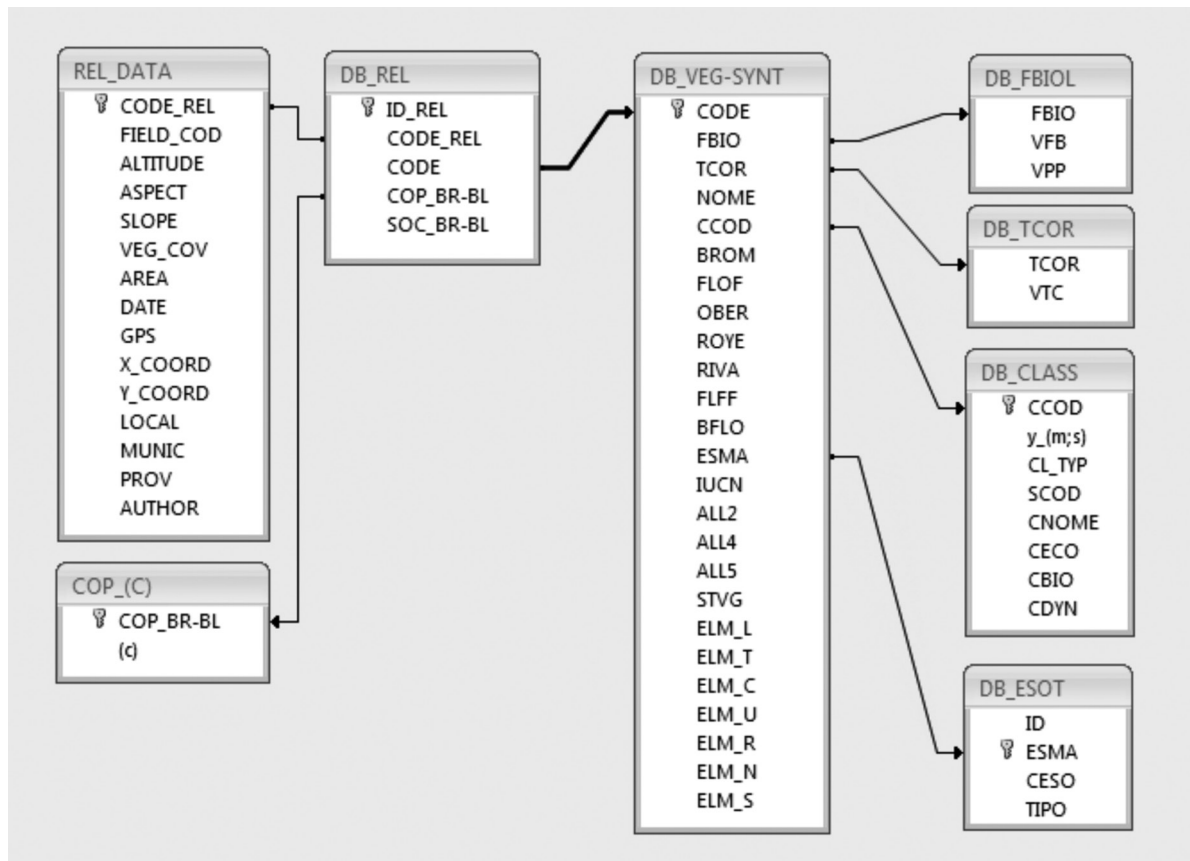 REL_DATA
CODE_REL
FIELD_COD
ALTITUDE
ASPECT
SLOPE
VEG_COV
AREA
DATE
GPS
X_COORD
Y_COORD
LOCAL
MUNIC
PROV
AUTHOR
COP_(C)
COP_BR-BL
(c)
DB_REL
ID_REL
CODE_REL
CODE
COP_BR-BL
SOC_BR-BL
DB_VEG-SYNT
CODE
FBIO
TCOR
NOME
CCOD
BROM
FLOF
OBER
ROYE
RIVA
FLFF
BFLO
ESMA
IUCN
ALL2
ALL4
ALL5
STVG
ELM_L
ELM_T
ELM_C
ELM_U
ELM_R
ELM_N
ELM_S
DB_FBIOL
FBIO
VFB
VPP
DB_TCOR
TCOR
VTC
DB_CLASS
CCOD
y_(m;s)
CL_TYP
SCOD
CNOME
CECO
CBIO
CDYN
DB_ESOT
ID
ESMA
CESO
TIPO